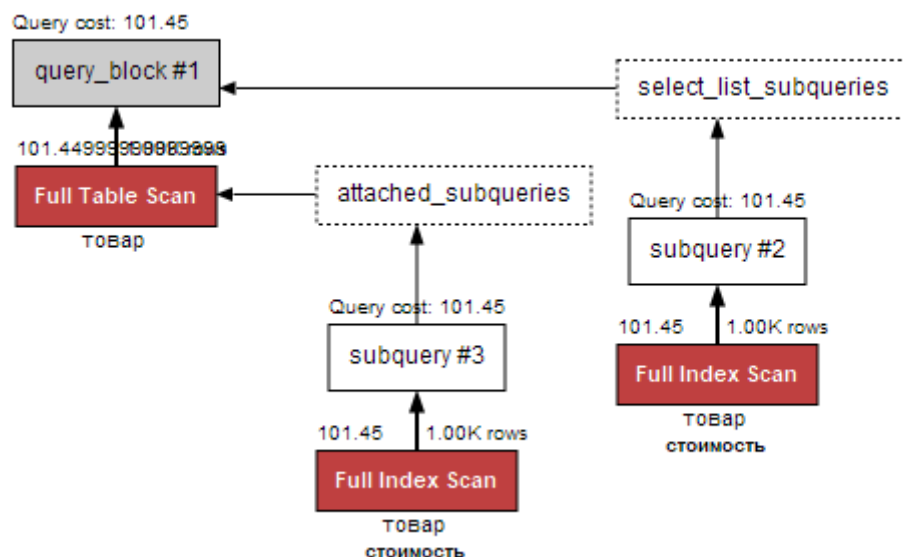 Query cost: 101.45
query_block #1
select_list_subqueries
101.4499999999999
rows
Full Table Scan
товар
attached_subqueries
Query cost: 101.45
subquery #2
Query cost: 101.45
subquery #3
101.45 1.00K rows
Full Index Scan
товар
стоимость
101.45 1.00K rows
Full Index Scan
товар
стоимость